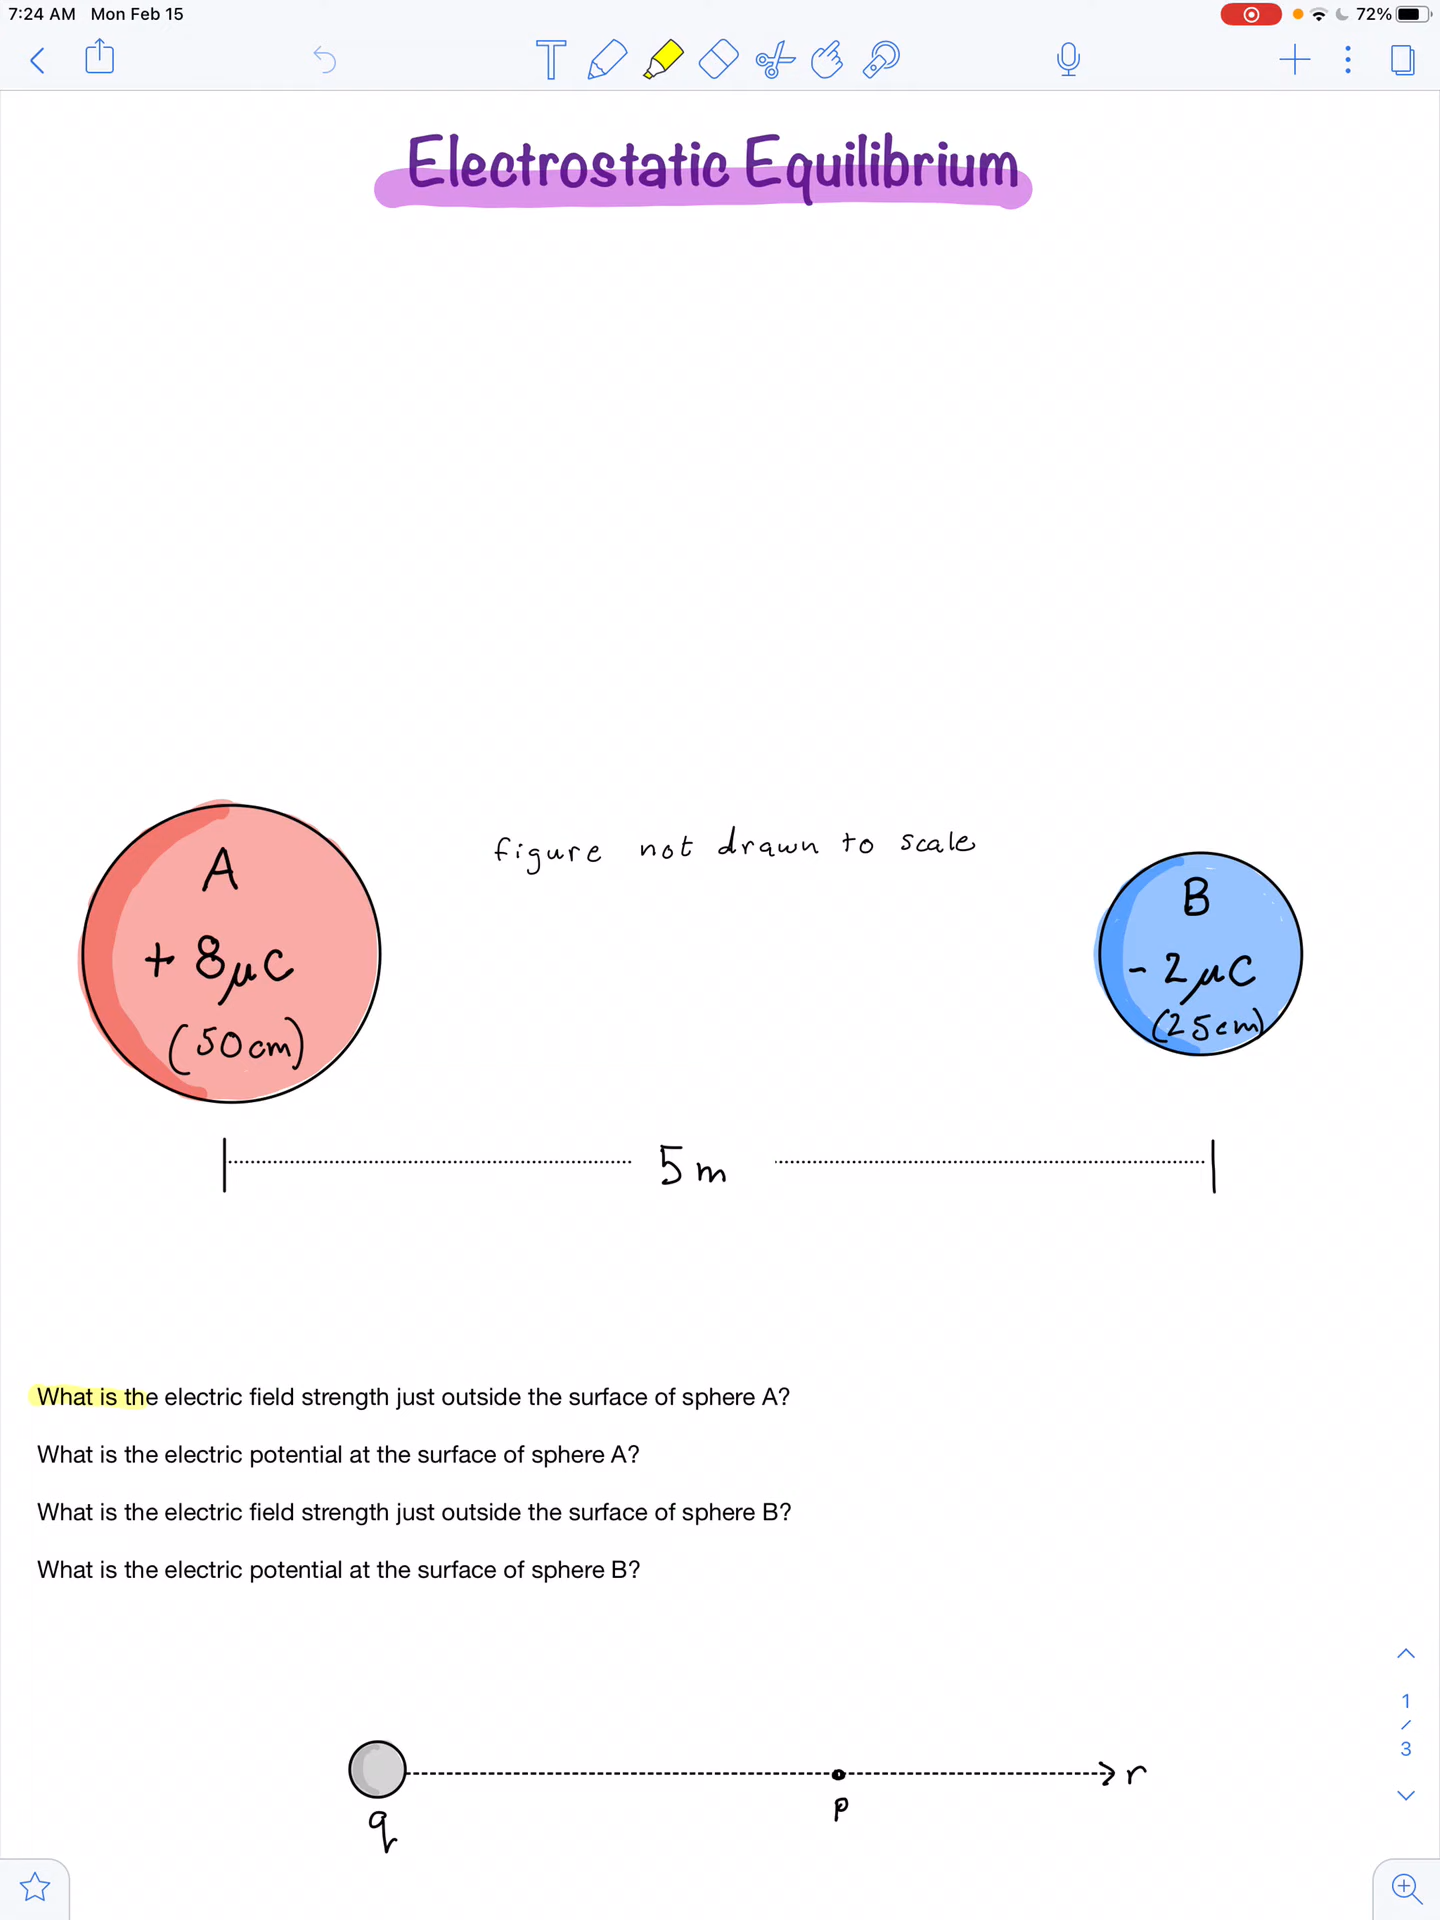 7:24 AM Mon Feb 15 72%
T
Electrostatic Equilibrium
figure not drawn to scale
A
+ 8μC
(50cm)
B
- 2μC
(25cm)
5m
What is the electric field strength just outside the surface of sphere A?
What is the electric potential at the surface of sphere A?
What is the electric field strength just outside the surface of sphere B?
What is the electric potential at the surface of sphere B?
1
/
3
r
p
q